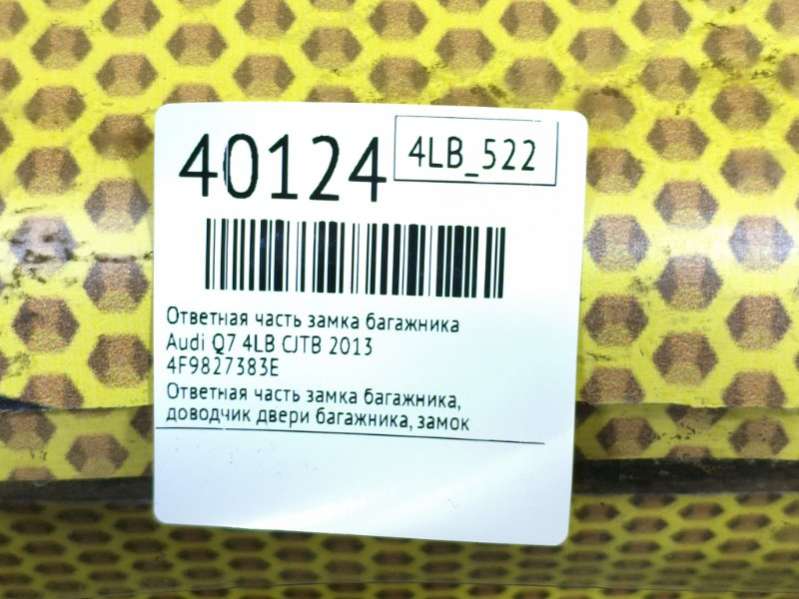 40124
4LB_522
Ответная часть замка багажника
Audi Q7 4LB CJTB 2013
4F9827383E
Ответная часть замка багажника,
доводчик двери багажника, замок